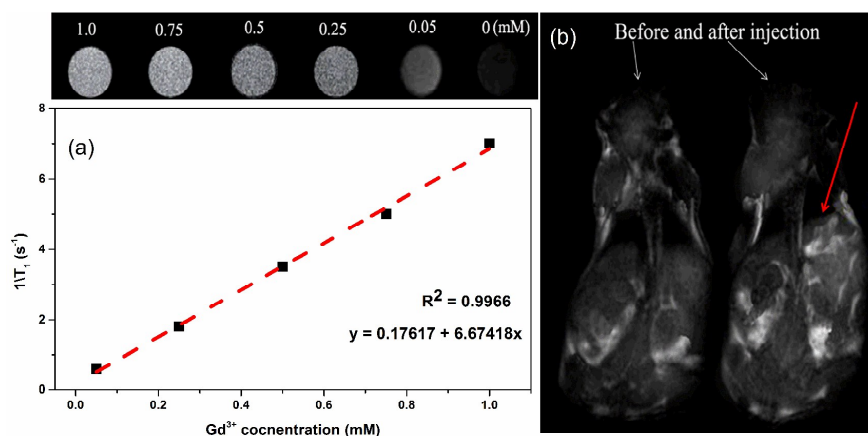 1.0 0.75 0.5 0.25 0.05 0 (mM)
(a)
8
6
4
2
0
1\T1 (s-1)
R2 = 0.9966
y = 0.17617 + 6.67418x
0.0 0.2 0.4 0.6 0.8 1.0
Gd3+ cocnentration (mM)
(b)
Before and after injection